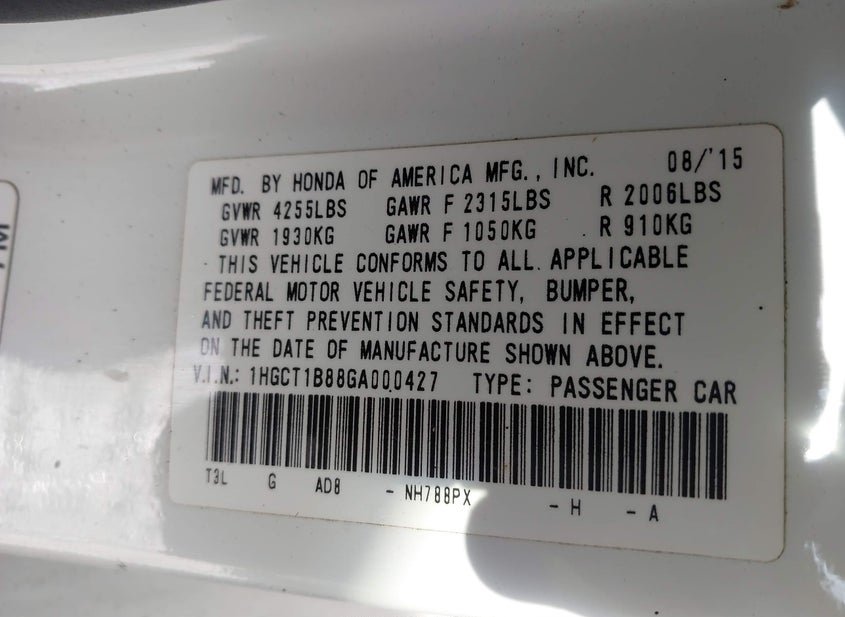 MFD. BY HONDA OF AMERICA MFG., INC. 08/'15
GVWR 4255LBS GAWR F 2315LBS R 2006LBS
GVWR 1930KG GAWR F 1050KG R 910KG
THIS VEHICLE CONFORMS TO ALL APPLICABLE
FEDERAL MOTOR VEHICLE SAFETY, BUMPER,
AND THEFT PREVENTION STANDARDS IN EFFECT
ON THE DATE OF MANUFACTURE SHOWN ABOVE.
V.I.N.: 1HGCT1B88GA000427 TYPE: PASSENGER CAR
T3L G AD8 - NH788PX - H - A